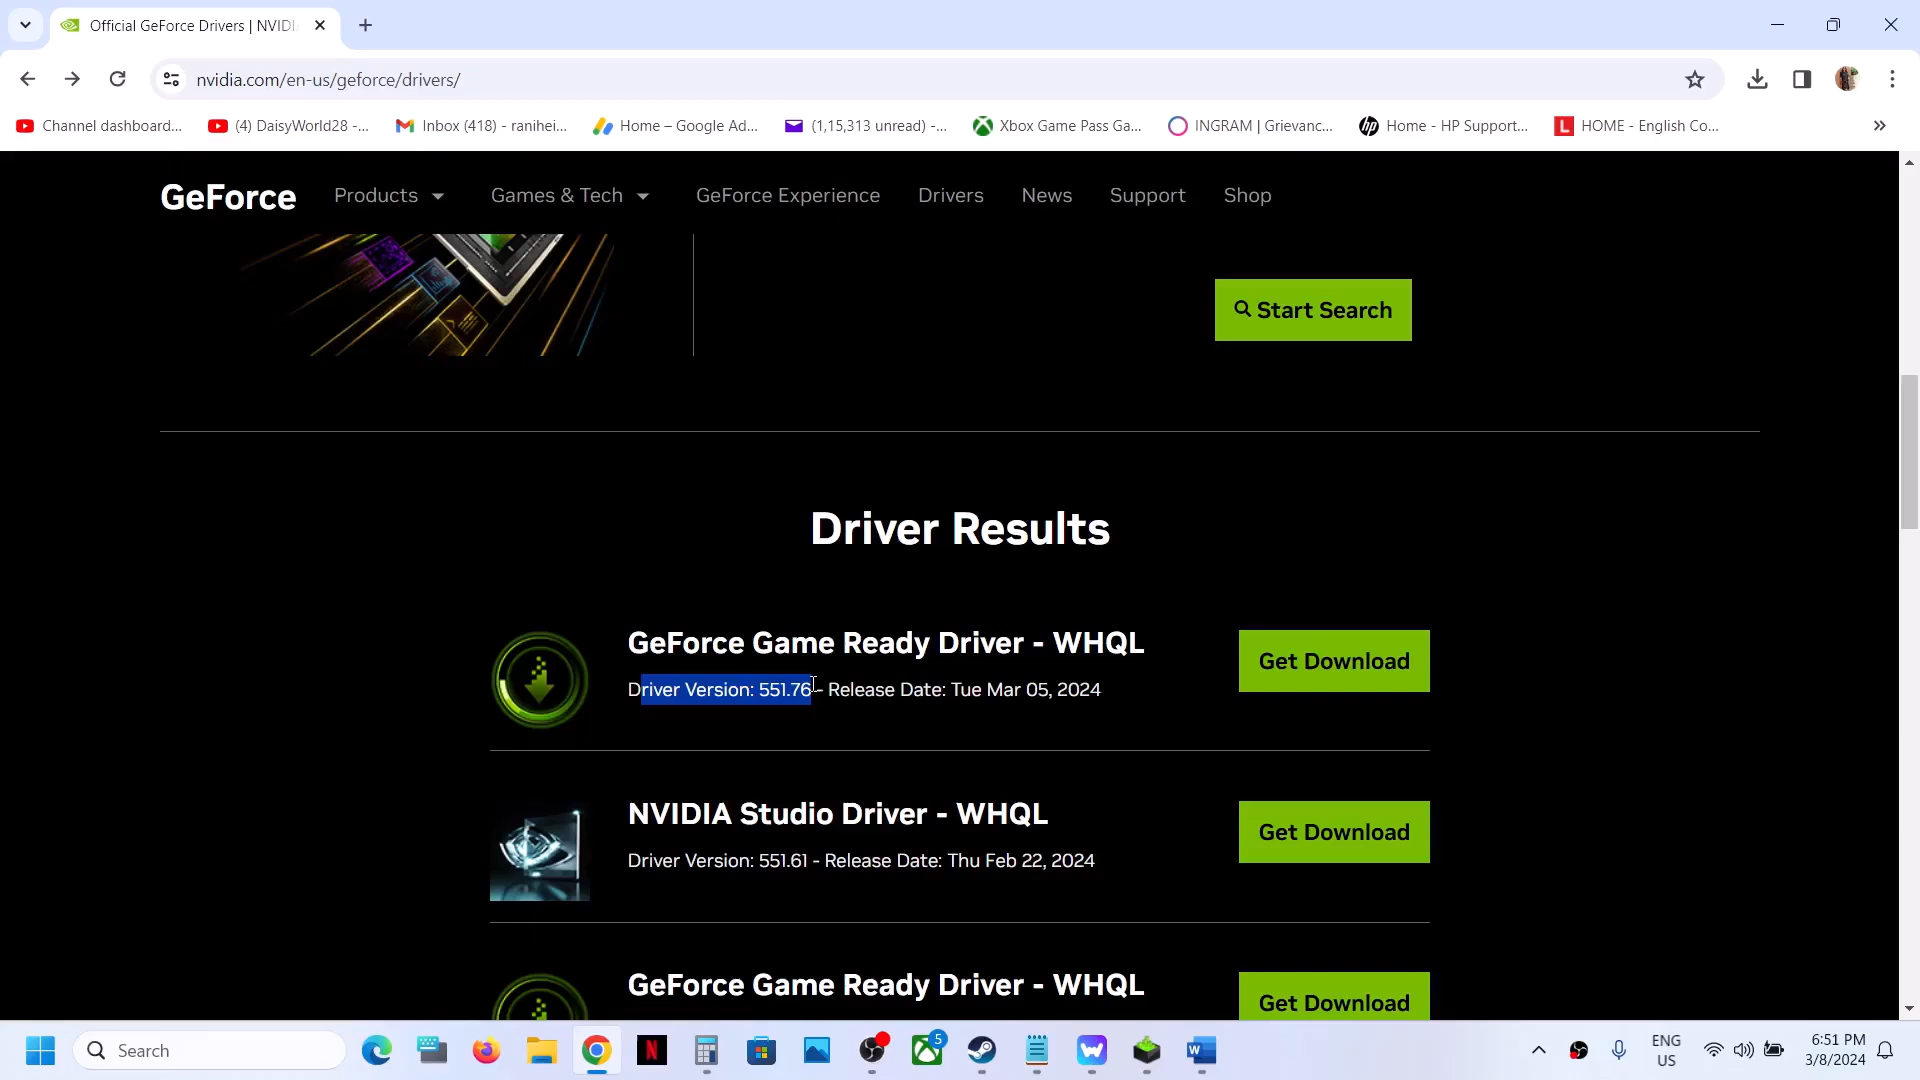 Official GeForce Drivers | NVIDI
nvidia.com/en-us/geforce/drivers/
Channel dashboard...
(4) DaisyWorld28 -...
Inbox (418) - ranihei...
Home – Google Ad...
(1,15,313 unread) -...
Xbox Game Pass Ga...
INGRAM | Grievanc...
Home - HP Support...
HOME - English Co...
GeForce Products Games & Tech GeForce Experience Drivers News Support Shop
Start Search
Driver Results
GeForce Game Ready Driver - WHQL
Driver Version: 551.76 - Release Date: Tue Mar 05, 2024
Get Download
NVIDIA Studio Driver - WHQL
Driver Version: 551.61 - Release Date: Thu Feb 22, 2024
Get Download
GeForce Game Ready Driver - WHQL
Get Download
Search
5
ENG
US
6:51 PM
3/8/2024